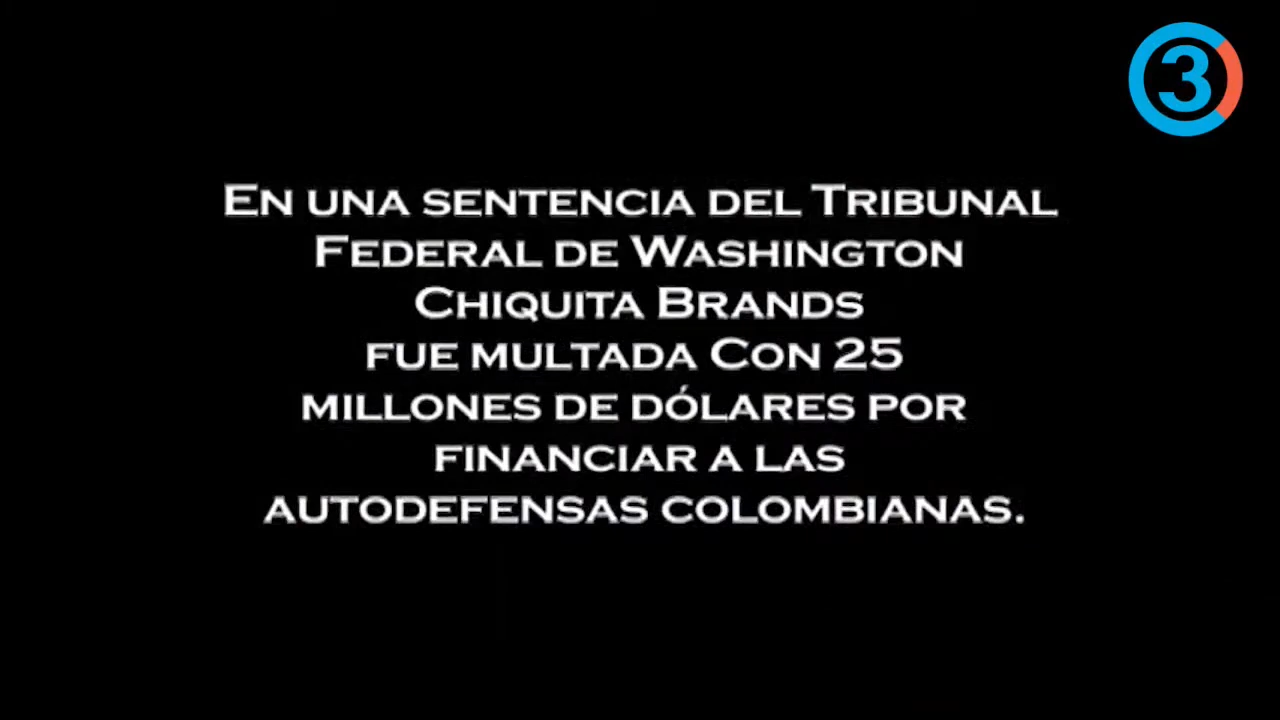 3
En una sentencia del Tribunal
Federal de Washington
Chiquita Brands
fue multada Con 25
millones de dólares por
financiar a las
autodefensas colombianas.